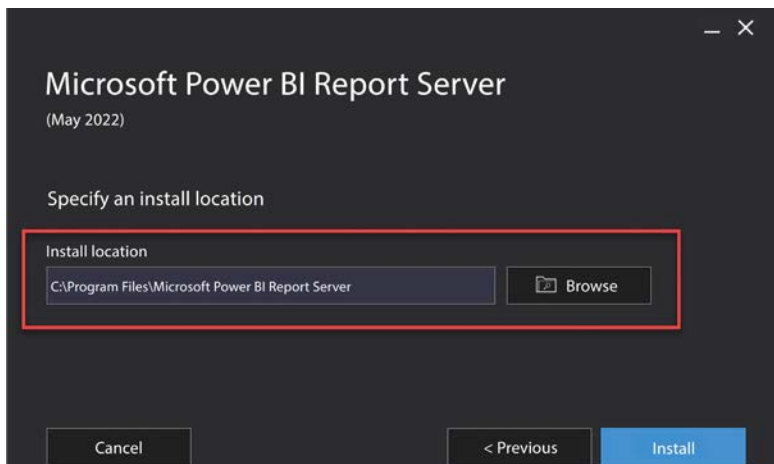 Microsoft Power BI Report Server
(May 2022)
Specify an install location
Install location
C:\Program Files\Microsoft Power BI Report Server
Browse
Cancel
< Previous
Install